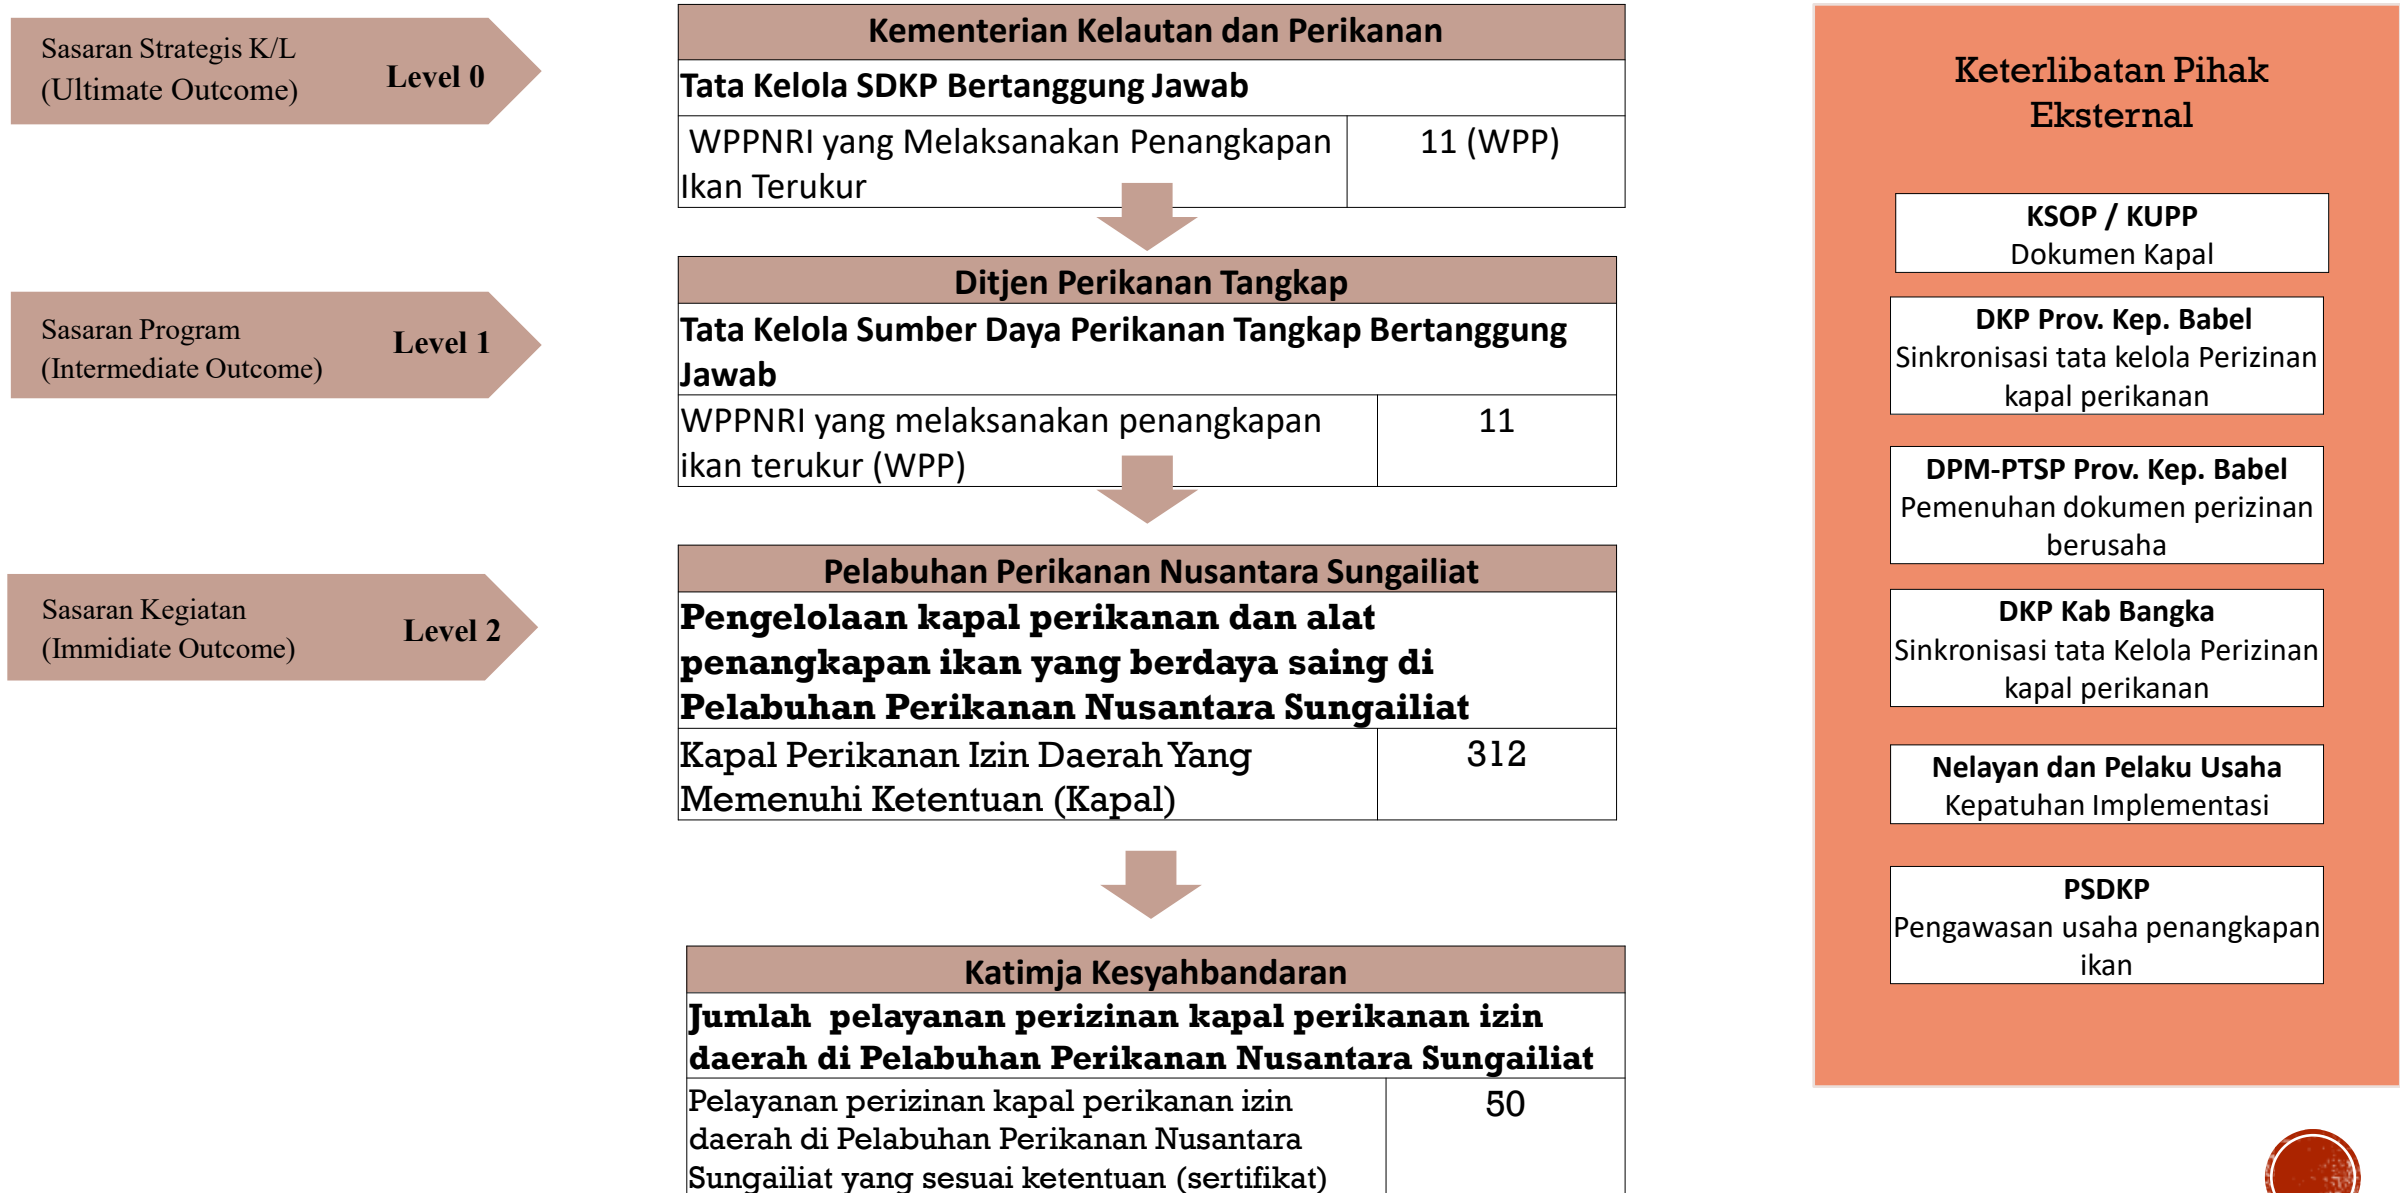 Sasaran Strategis K/L
(Ultimate Outcome)
Level 0
Kementerian Kelautan dan Perikanan
Tata Kelola SDKP Bertanggung Jawab
WPPNRI yang Melaksanakan Penangkapan
Ikan Terukur
11 (WPP)
Sasaran Program
(Intermediate Outcome)
Level 1
Ditjen Perikanan Tangkap
Tata Kelola Sumber Daya Perikanan Tangkap Bertanggung
Jawab
WPPNRI yang melaksanakan penangkapan
ikan terukur (WPP)
11
Sasaran Kegiatan
(Immidiate Outcome)
Level 2
Pelabuhan Perikanan Nusantara Sungailiat
Pengelolaan kapal perikanan dan alat
penangkapan ikan yang berdaya saing di
Pelabuhan Perikanan Nusantara Sungailiat
Kapal Perikanan Izin Daerah Yang
Memenuhi Ketentuan (Kapal)
312
Katimja Kesyahbandaran
Jumlah pelayanan perizinan kapal perikanan izin
daerah di Pelabuhan Perikanan Nusantara Sungailiat
Pelayanan perizinan kapal perikanan izin
daerah di Pelabuhan Perikanan Nusantara
Sungailiat yang sesuai ketentuan (sertifikat)
50
Keterlibatan Pihak
Eksternal
KSOP / KUPP
Dokumen Kapal
DKP Prov. Kep. Babel
Sinkronisasi tata kelola Perizinan
kapal perikanan
DPM-PTSP Prov. Kep. Babel
Pemenuhan dokumen perizinan
berusaha
DKP Kab Bangka
Sinkronisasi tata Kelola Perizinan
kapal perikanan
Nelayan dan Pelaku Usaha
Kepatuhan Implementasi
PSDKP
Pengawasan usaha penangkapan
ikan